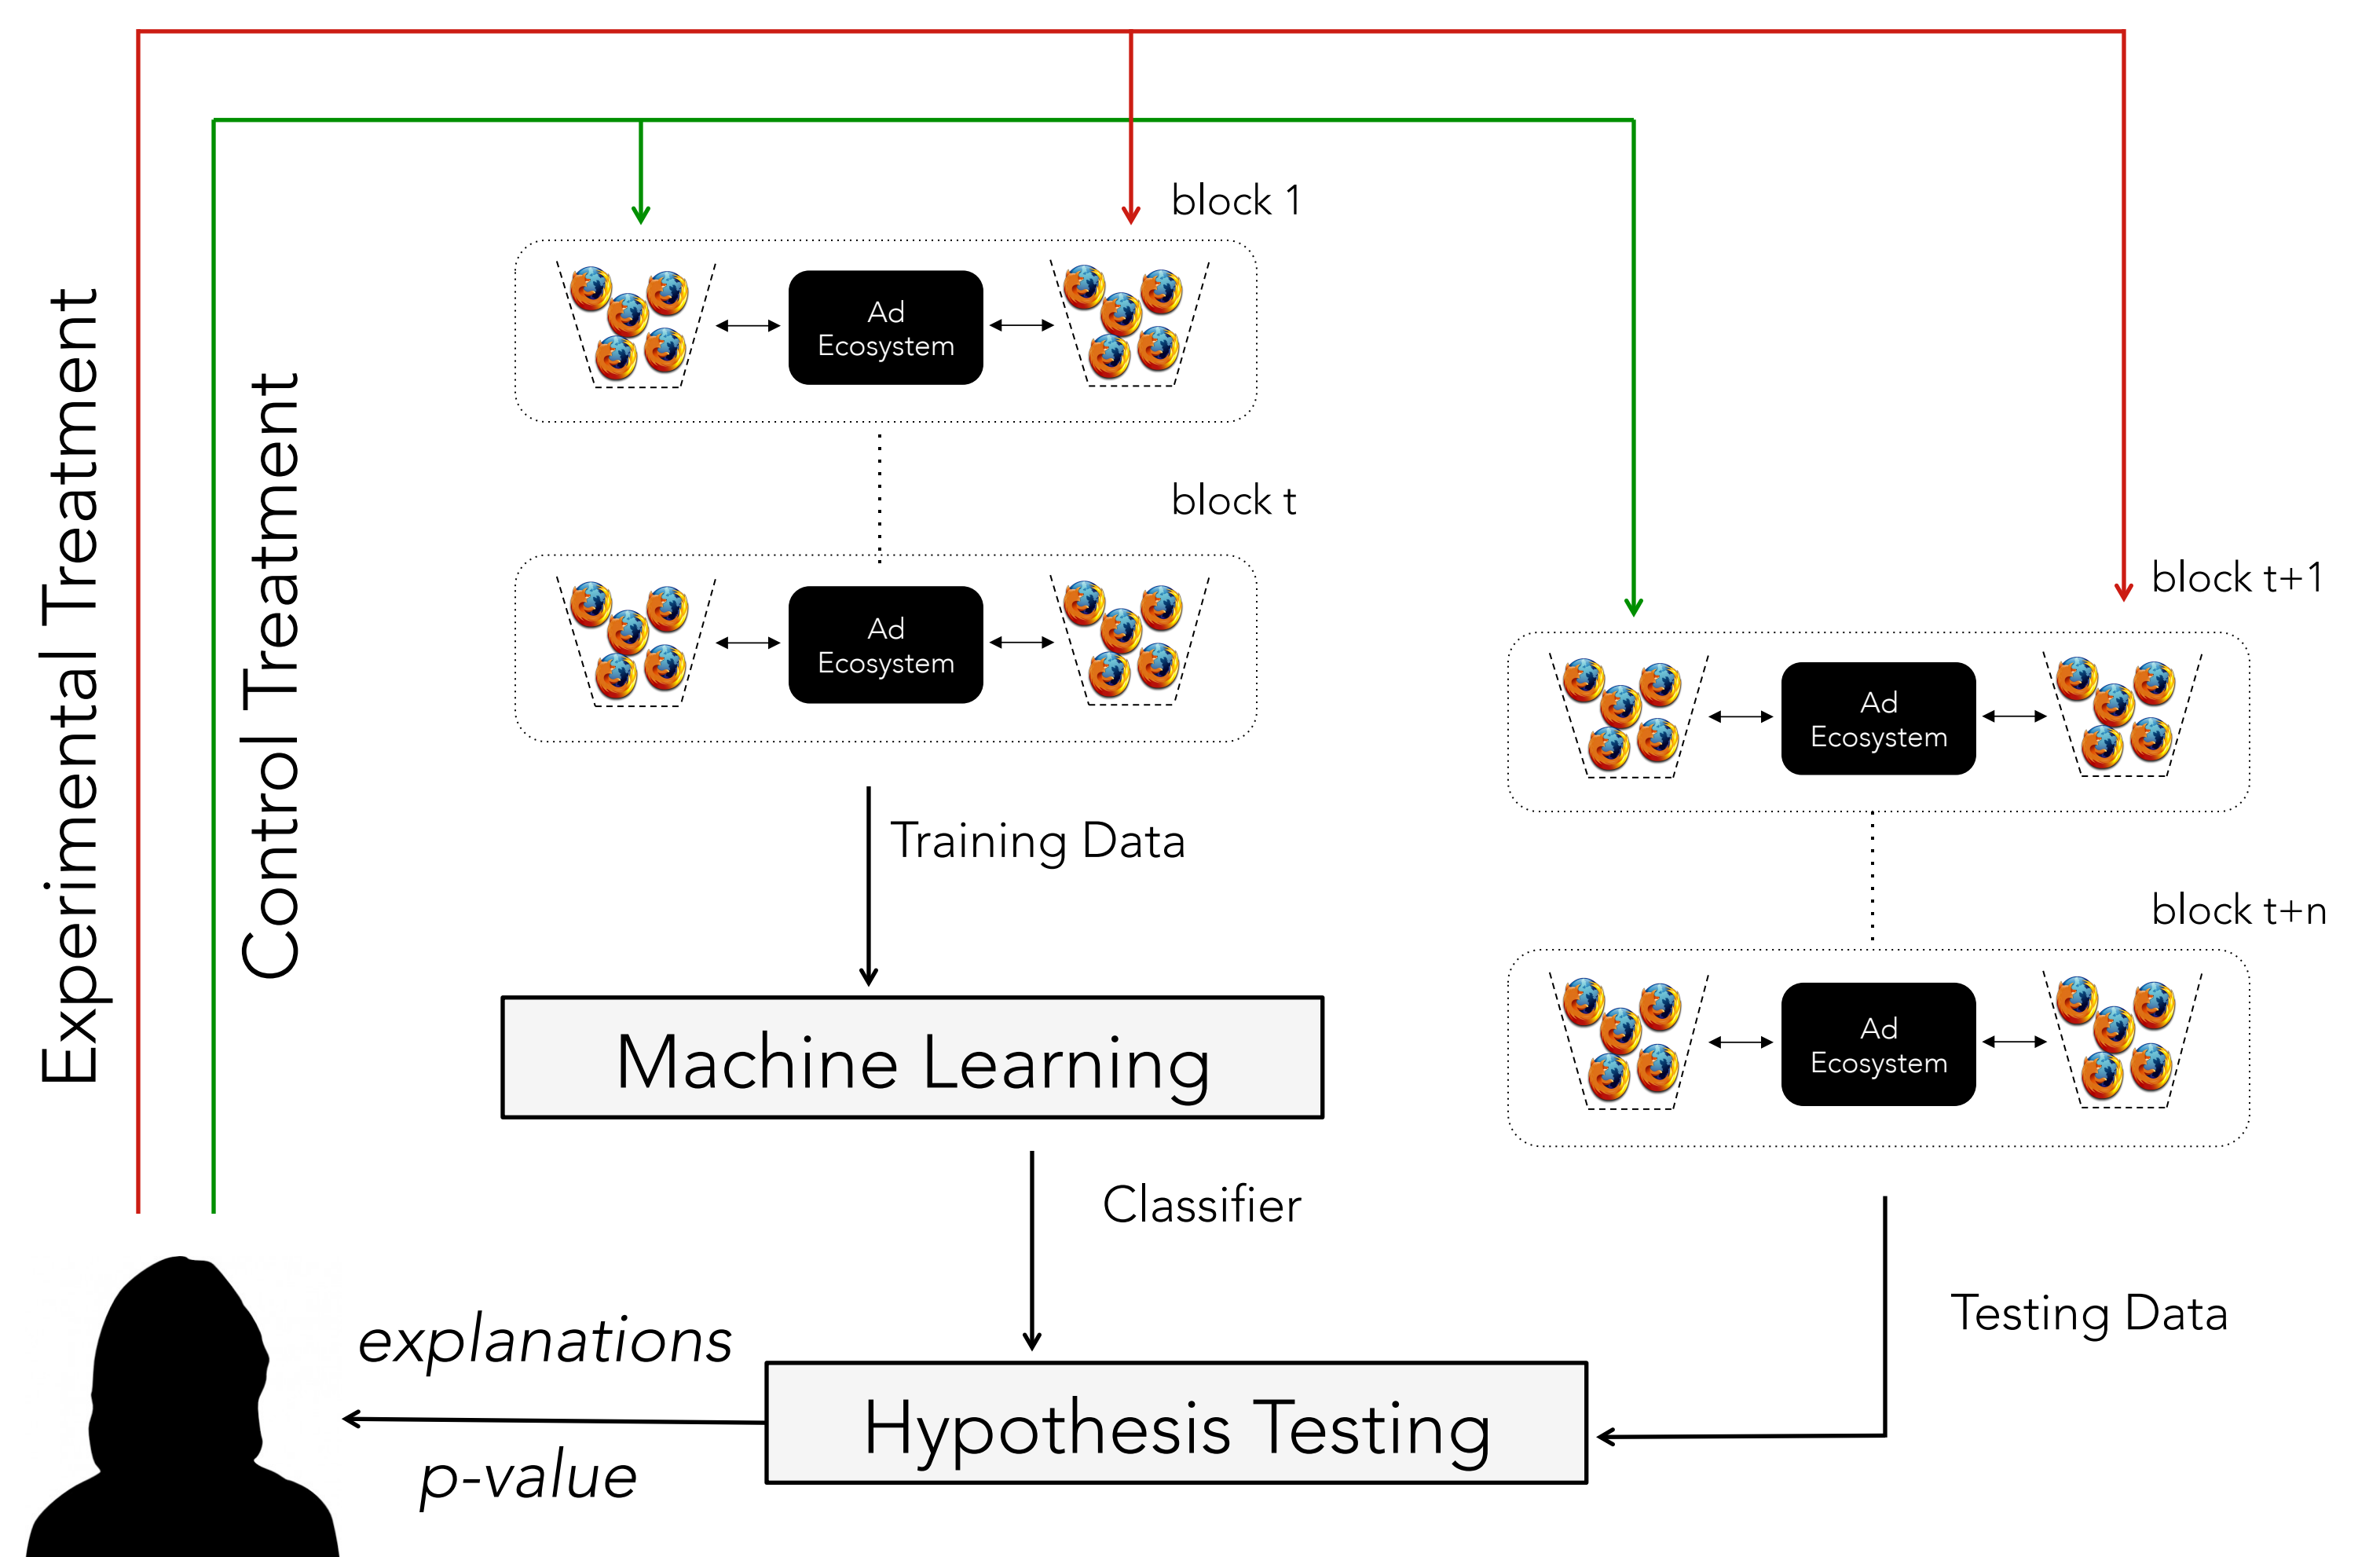 Experimental Treatment
Control Treatment
block 1
Ad
Ecosystem
block t
Ad
Ecosystem
block t+1
Ad
Ecosystem
block t+n
Ad
Ecosystem
Training Data
Machine Learning
Classifier
Testing Data
Hypothesis Testing
explanations
p-value